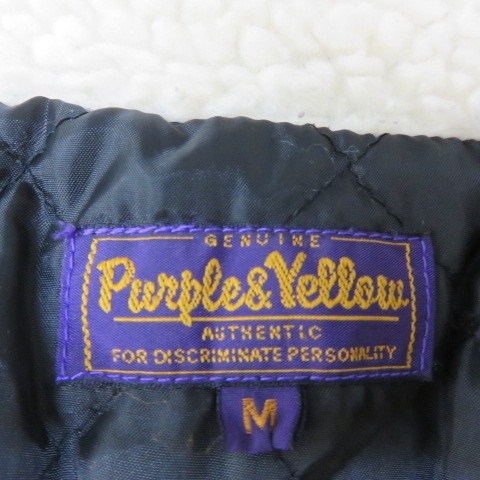 GENUINE
Purple&Yellow
AUTHENTIC
FOR DISCRIMINATE PERSONALITY
M